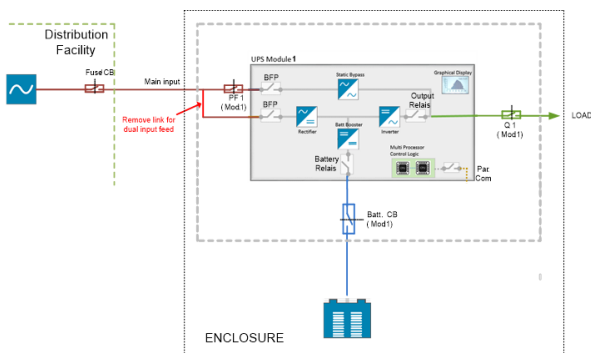 Distribution
Facility
Fuse CB
Main input
Remove link for
dual input feed
PF 1
( Mod1)
UPS Module 1
BFP
BFP
Static Bypass
Graphical Display
Output
Relais
Rectifier
Batt Booster
Inverter
Battery
Relais
Multi Processor
Control Logic
Par.
Com
Q 1
( Mod1)
LOAD
Batt. CB
( Mod1)
ENCLOSURE